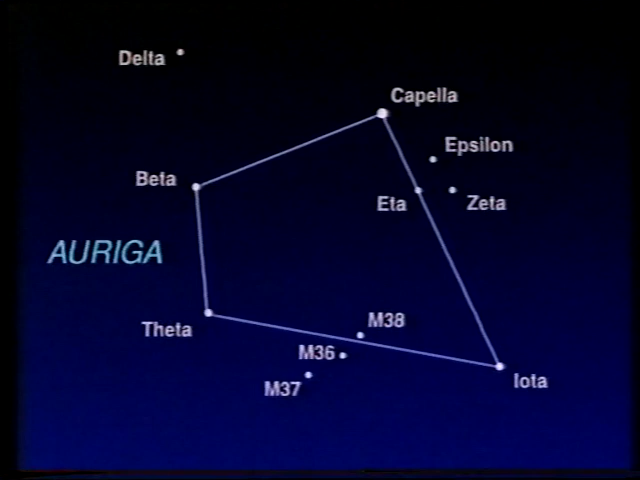 Delta
Capella
Epsilon
Beta
Eta
Zeta
AURIGA
Theta
M38
M36
M37
Iota